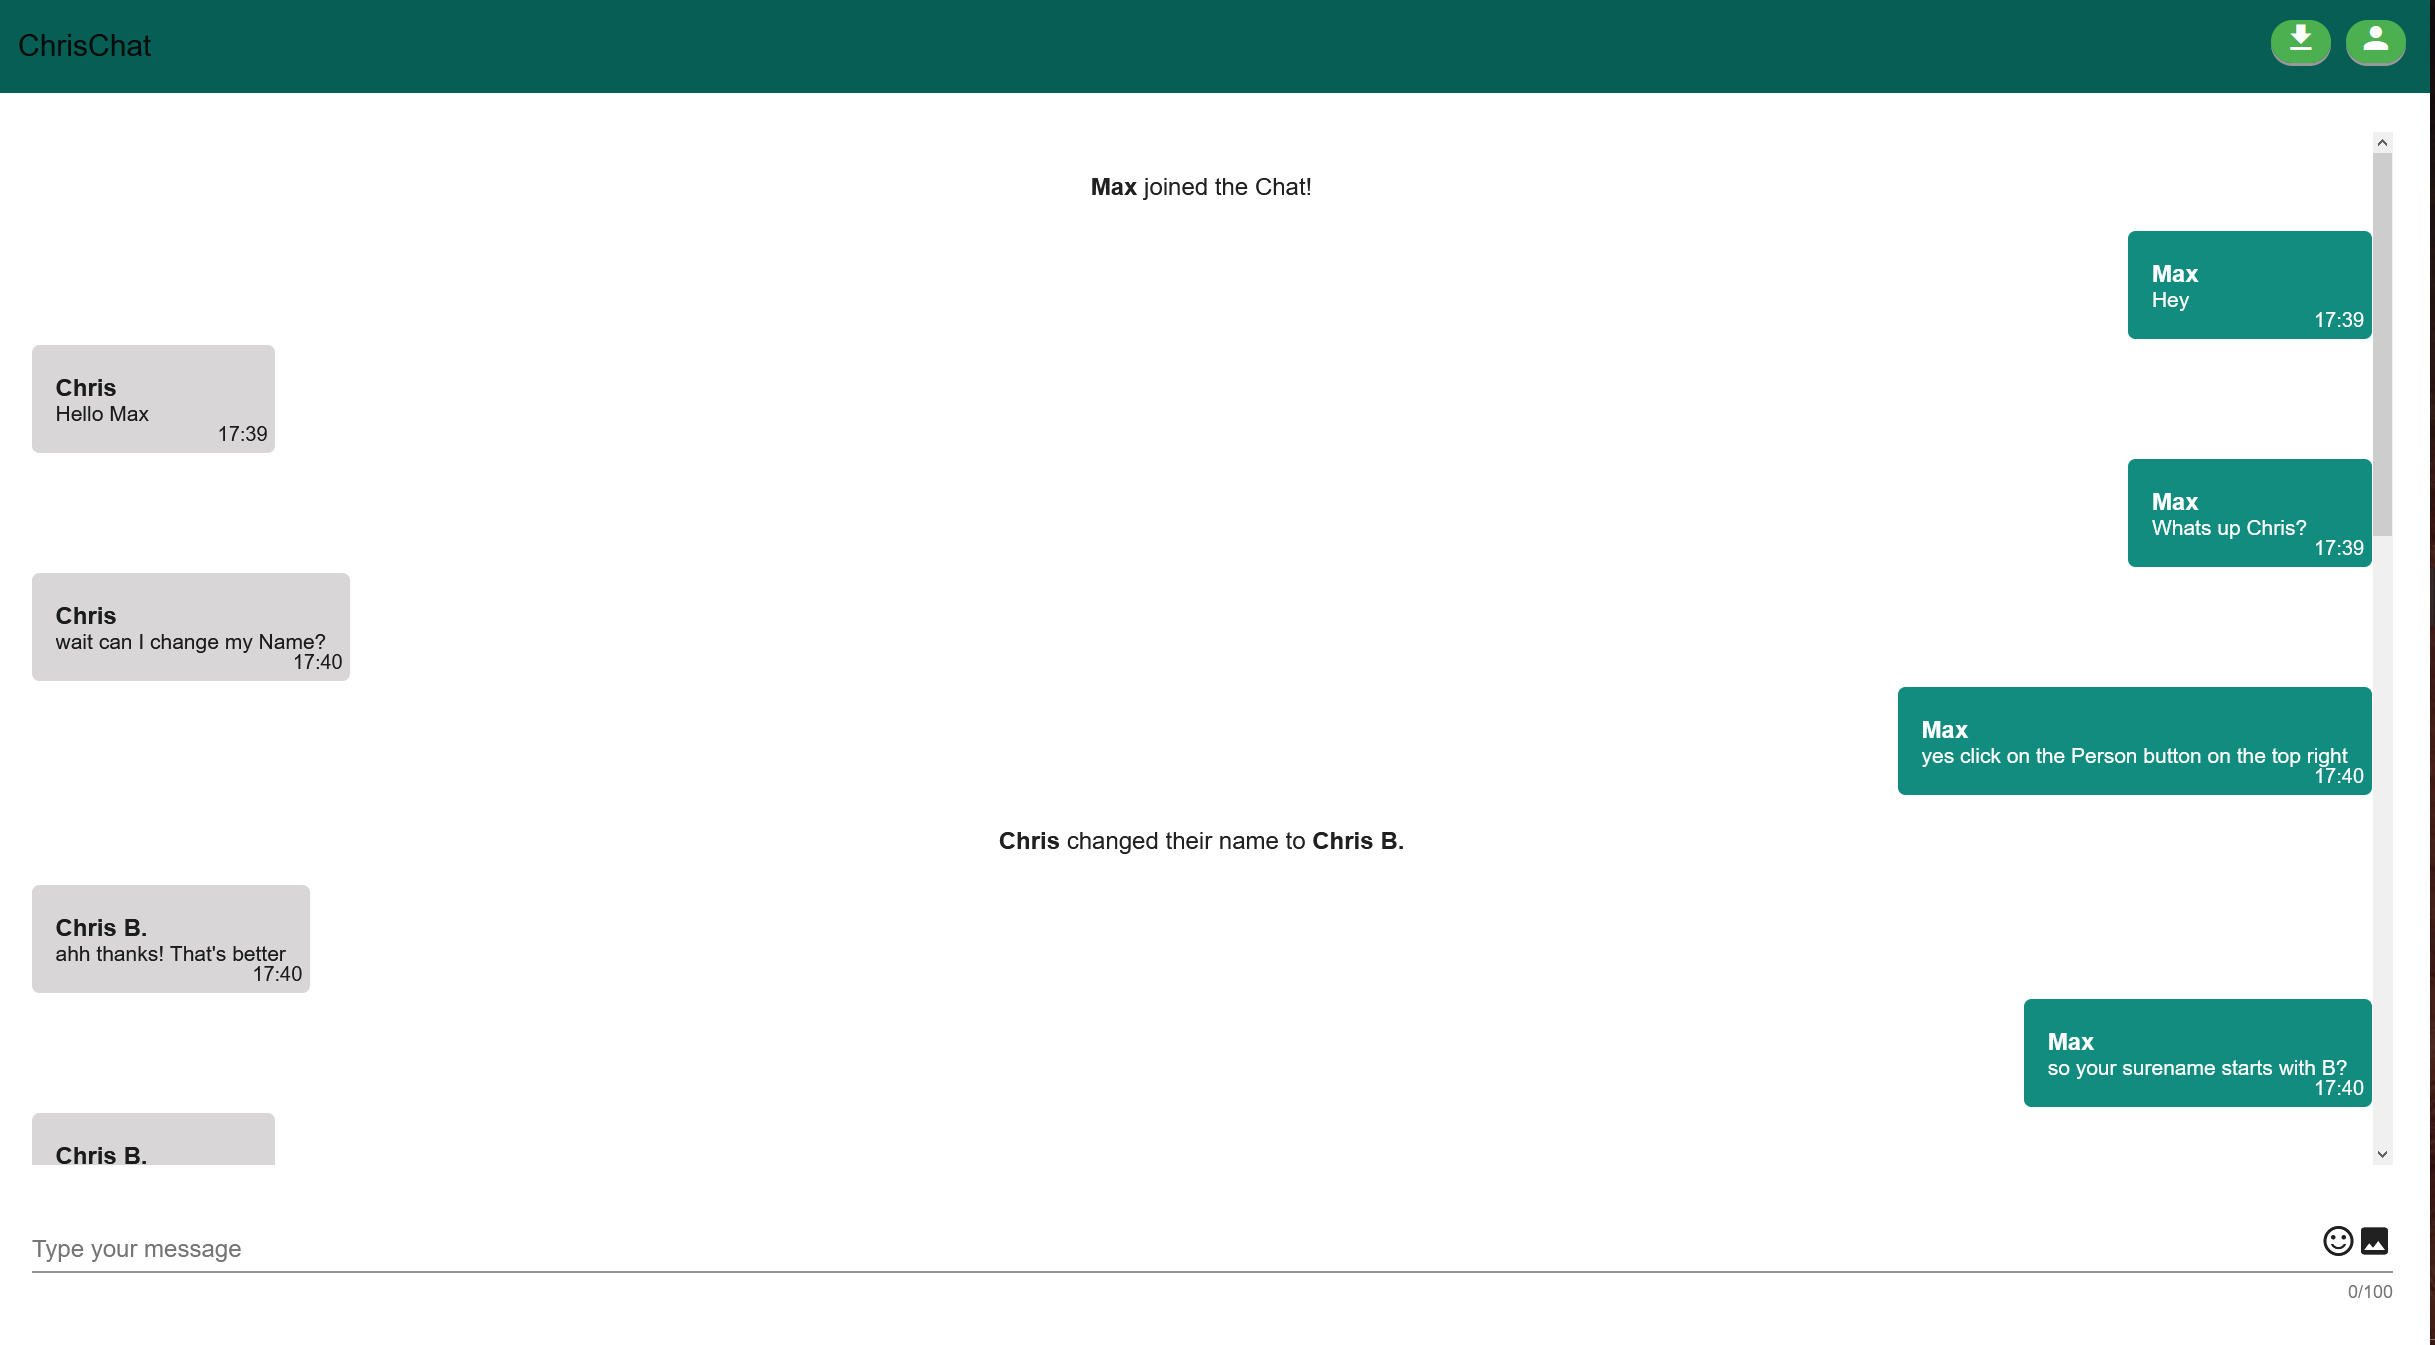 ChrisChat
Max joined the Chat!
Max
Hey
17:39
Chris
Hello Max
17:39
Max
Whats up Chris?
17:39
Chris
wait can I change my Name?
17:40
Max
yes click on the Person button on the top right
17:40
Chris changed their name to Chris B.
Chris B.
ahh thanks! That's better
17:40
Max
so your surename starts with B?
17:40
Chris B.
Type your message
0/100